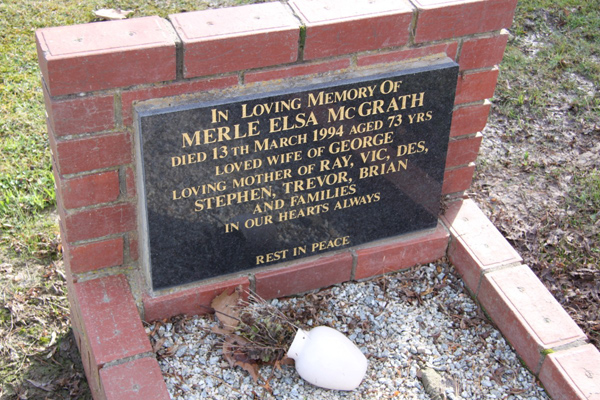 In Loving Memory Of
MERLE ELSA McGRATH
DIED 13TH MARCH 1994 AGED 73 YRS
LOVED WIFE OF GEORGE
LOVING MOTHER OF RAY, VIC, DES,
STEPHEN, TREVOR, BRIAN
AND FAMILIES
IN OUR HEARTS ALWAYS
REST IN PEACE